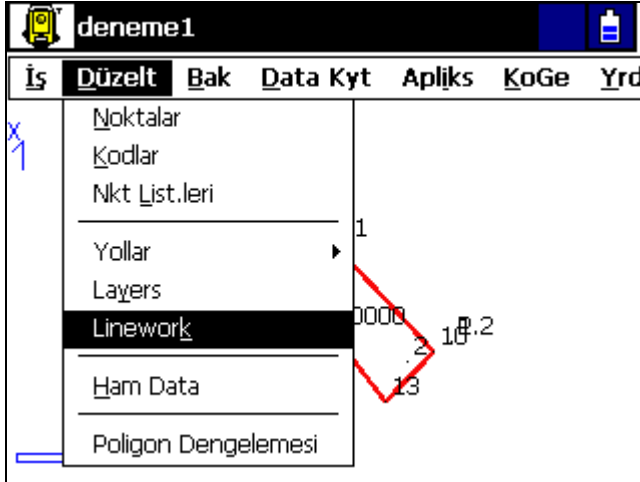 deneme1
İş Düzelt Bak Data Kyt Apliks KoGe Yrd
X
Noktalar
Kodlar
Nkt List.leri
1
Yollar
Layers
Linework
.2
Ham Data
13
Poligon Dengelemesi